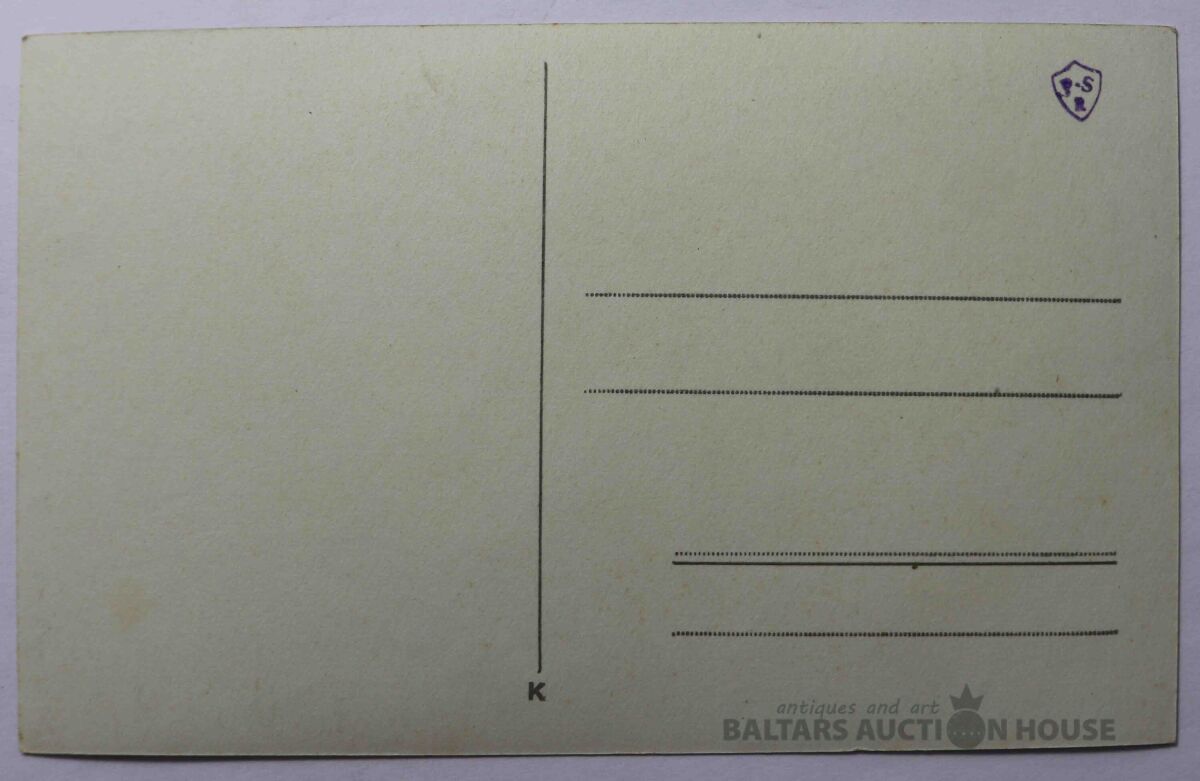 K
antiques and art
BALTARS AUCTION HOUSE